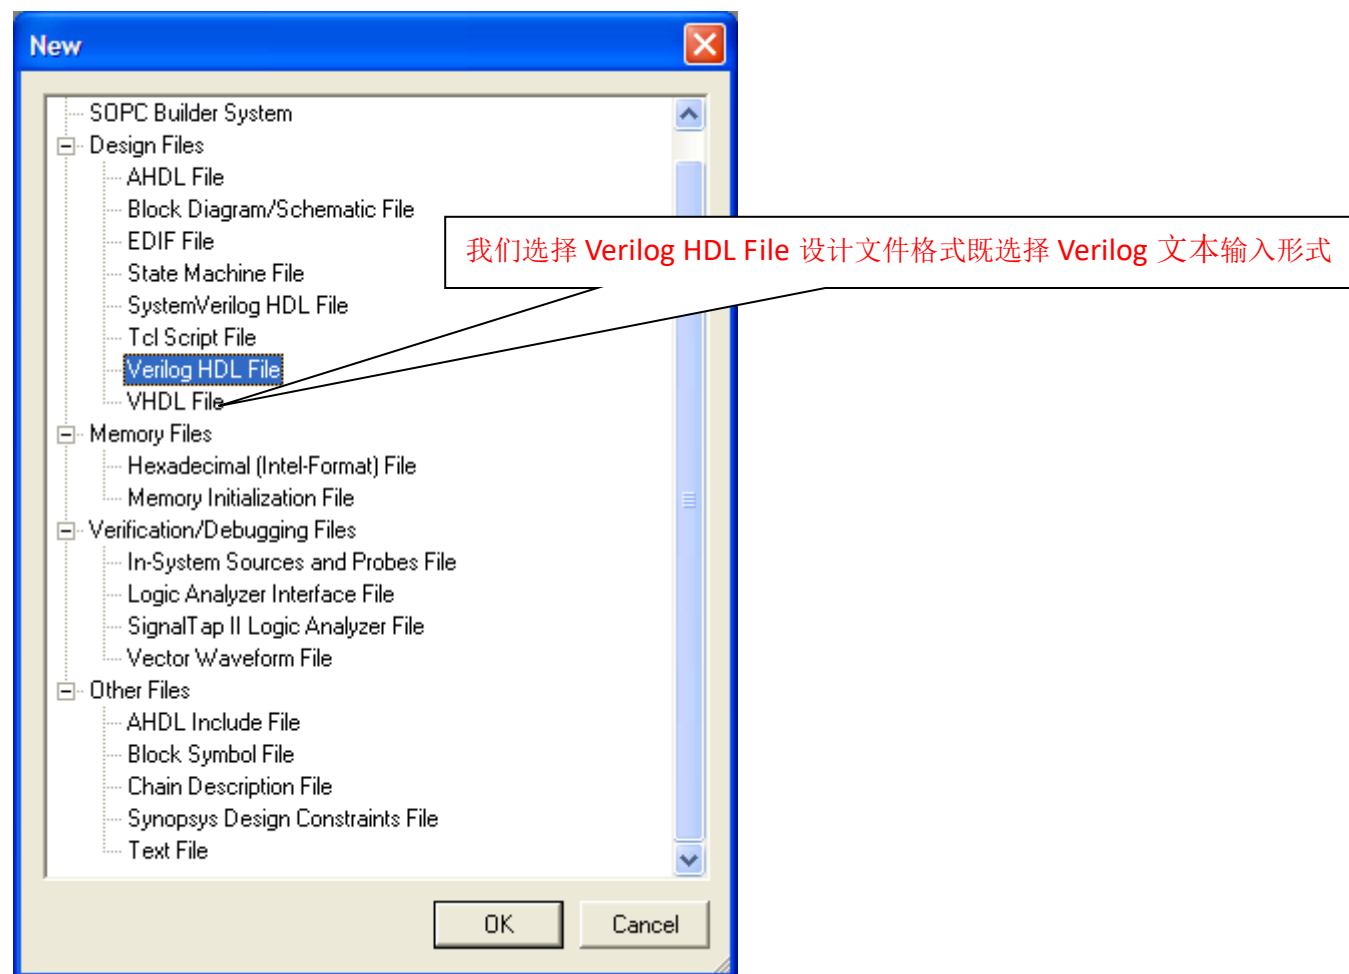 New
SOPC Builder System
Design Files
AHDL File
Block Diagram/Schematic File
EDIF File
State Machine File
SystemVerilog HDL File
Tcl Script File
Verilog HDL File
VHDL File
我们选择 Verilog HDL File 设计文件格式既选择 Verilog 文本输入形式
Memory Files
Hexadecimal (Intel-Format) File
Memory Initialization File
Verification/Debugging Files
In-System Sources and Probes File
Logic Analyzer Interface File
SignalTap II Logic Analyzer File
Vector Waveform File
Other Files
AHDL Include File
Block Symbol File
Chain Description File
Synopsys Design Constraints File
Text File
OK Cancel